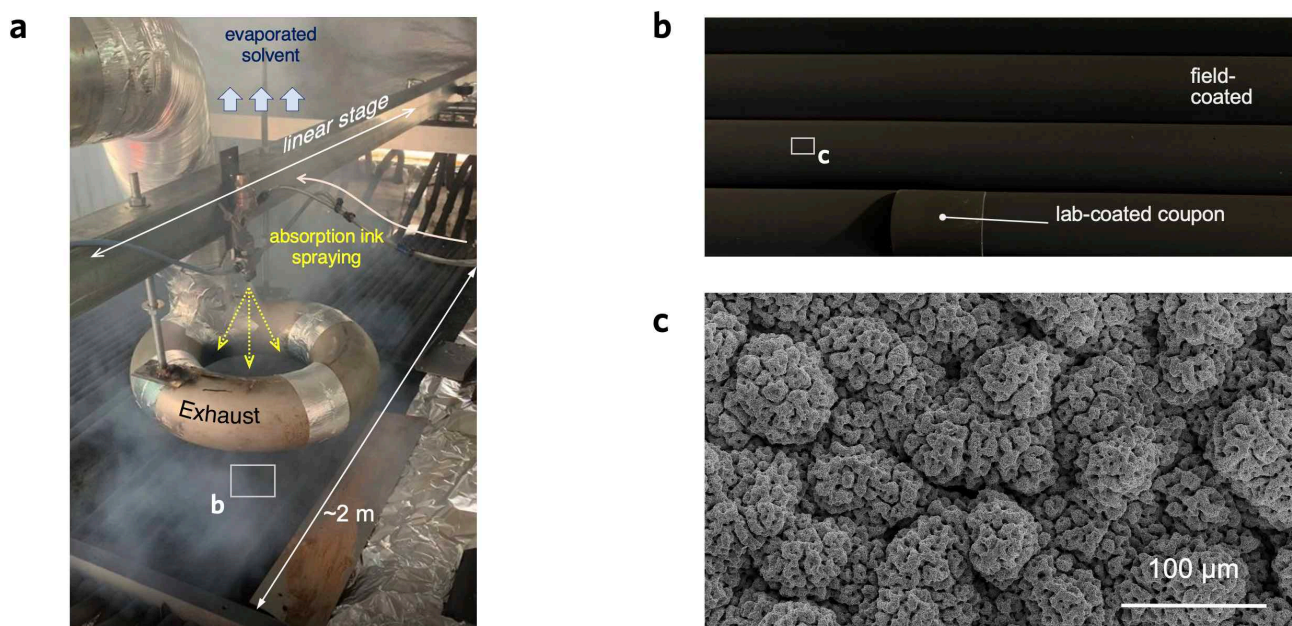 a
evaporated
solvent
linear stage
absorption ink
spraying
Exhaust
b
~2 m
b
field-
coated
c
lab-coated coupon
c
100 μm